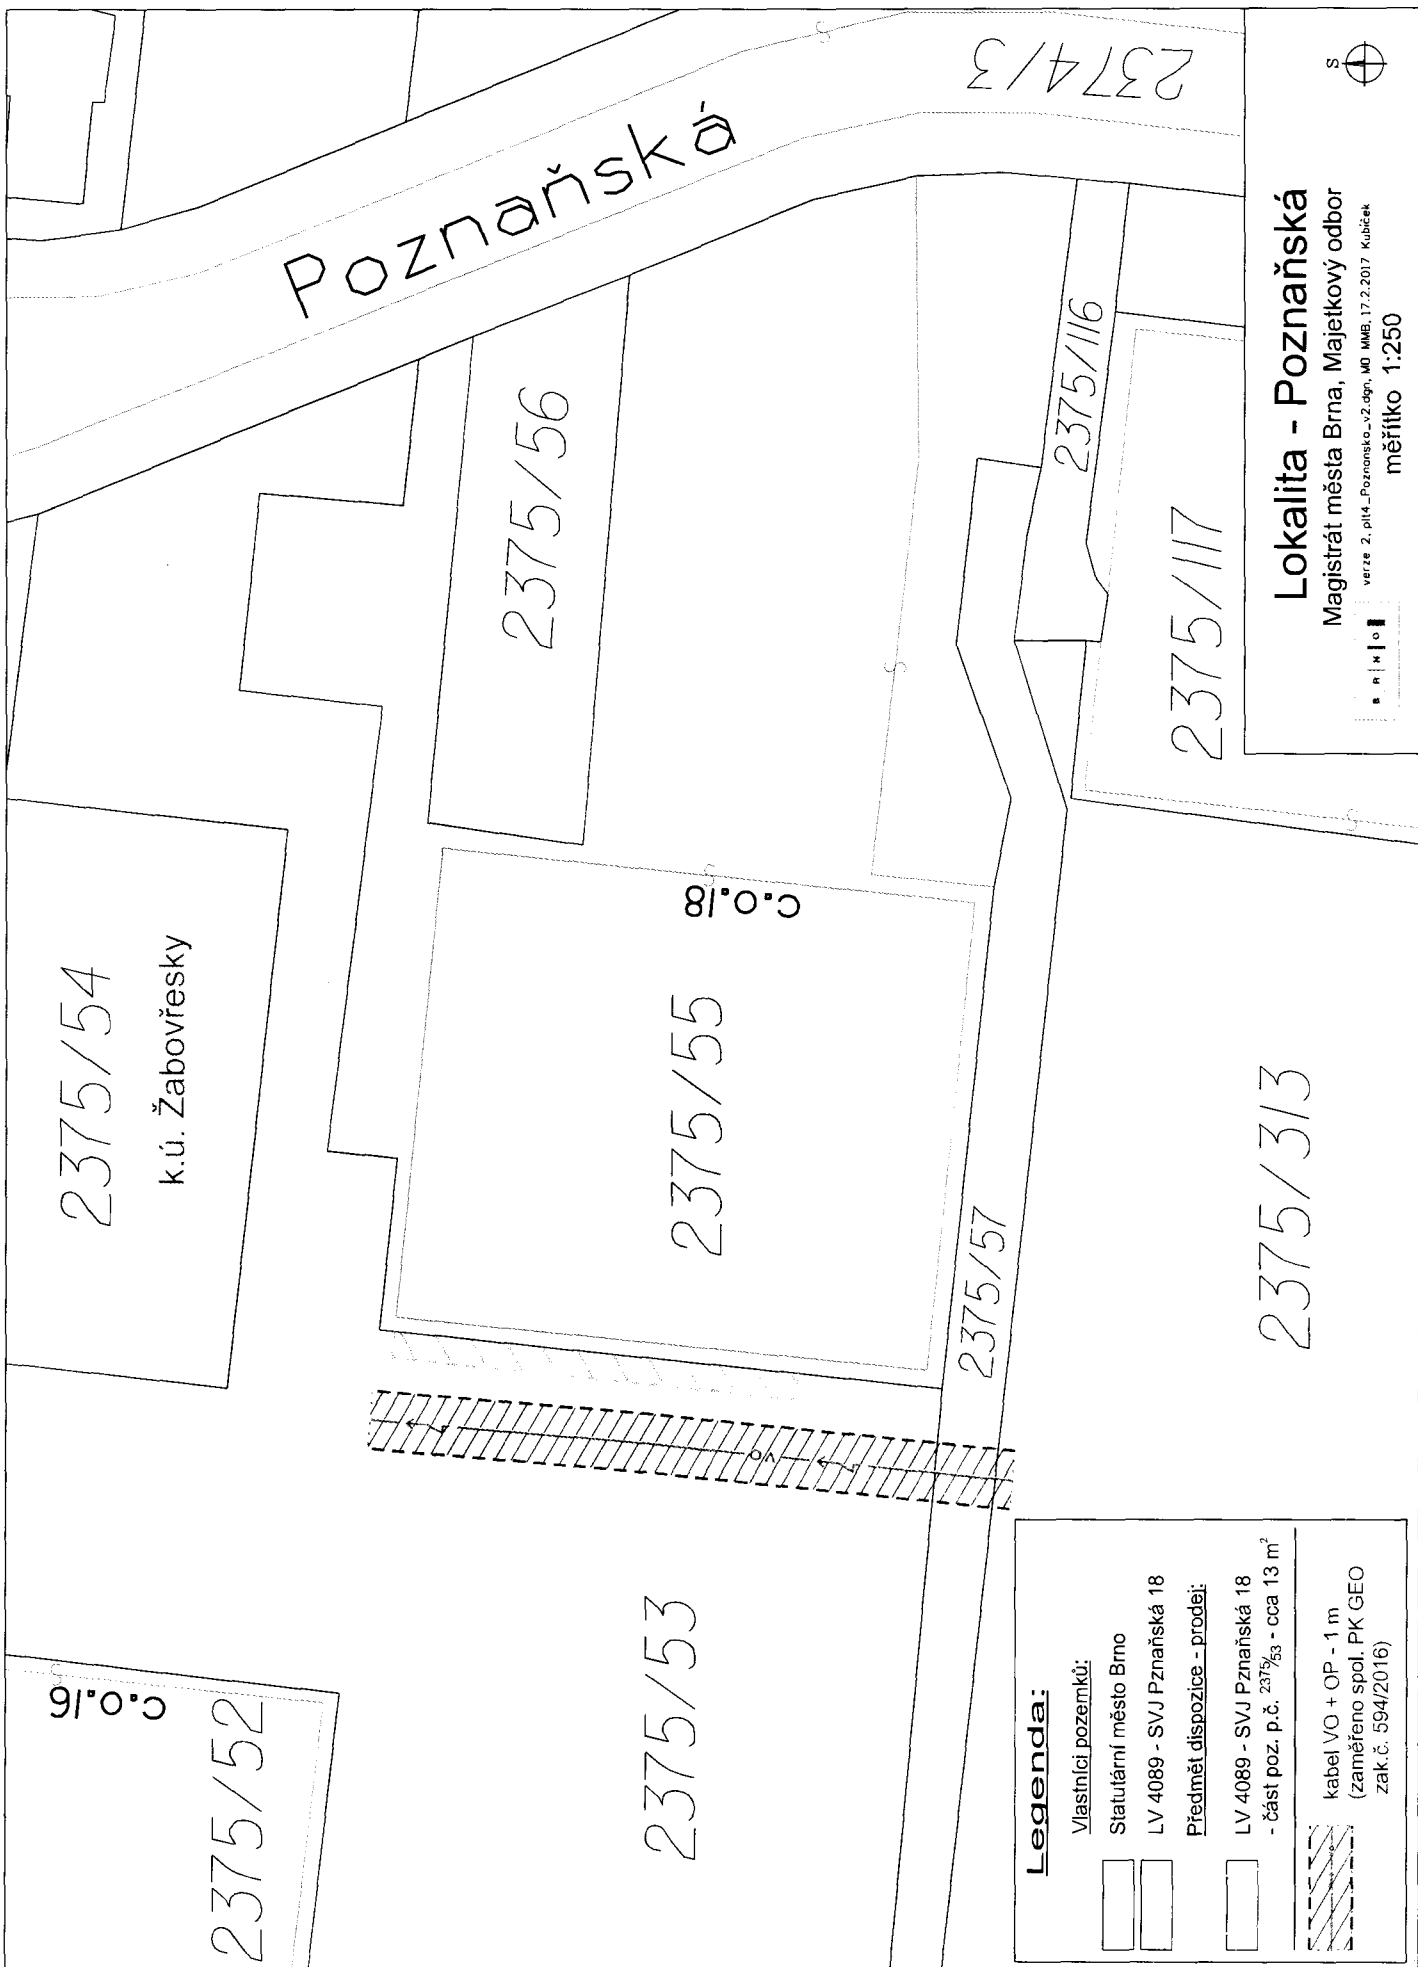 Poznaňská
2374/3
2375/54
k.ú. Žabovřesky
2375/56
2375/116
2375/117
c.o.18
2375/55
2375/57
2375/313
vo
c.o.16
2375/52
2375/53
Legenda:
Vlastníci pozemků:
Statutární město Brno
LV 4089 - SVJ Pznaňská 18
Předmět dispozice - prodej:
LV 4089 - SVJ Pznaňská 18
- část poz. p.č. 2375/53 - cca 13 m²
kabel VO + OP - 1 m
(zaměřeno spol. PK GEO
zak.č. 594/2016)
Lokalita - Poznaňská
Magistrát města Brna, Majetkový odbor
verze 2, plt4_Poznanska_v2.dgn, MO MMB, 17.2.2017 Kubíček
měřítko 1:250
B R N O
S